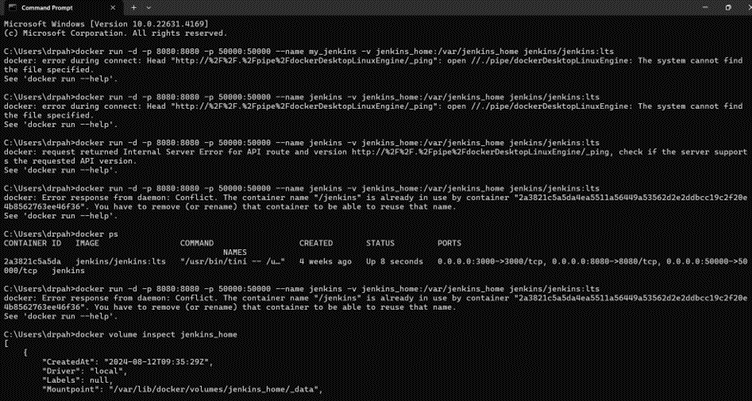 Command Prompt
Microsoft Windows [Version 10.0.22631.4169]
(c) Microsoft Corporation. All rights reserved.
C:\Users\drpah>docker run -d -p 8080:8080 -p 50000:50000 --name my_jenkins -v jenkins_home:/var/jenkins_home jenkins/jenkins:lts
docker: error during connect: Head "http://%2F%2F.%2Fpipe%2FdockerDesktopLinuxEngine/_ping": open //./pipe/dockerDesktopLinuxEngine: The system cannot find
the file specified.
See 'docker run --help'.
C:\Users\drpah>docker run -d -p 8080:8080 -p 50000:50000 --name jenkins -v jenkins_home:/var/jenkins_home jenkins/jenkins:lts
docker: error during connect: Head "http://%2F%2F.%2Fpipe%2FdockerDesktopLinuxEngine/_ping": open //./pipe/dockerDesktopLinuxEngine: The system cannot find
the file specified.
See 'docker run --help'.
C:\Users\drpah>docker run -d -p 8080:8080 -p 50000:50000 --name jenkins -v jenkins_home:/var/jenkins_home jenkins/jenkins:lts
docker: request returned Internal Server Error for API route and version http://%2F%2F.%2Fpipe%2FdockerDesktopLinuxEngine/_ping, check if the server support
s the requested API version.
See 'docker run --help'.
C:\Users\drpah>docker run -d -p 8080:8080 -p 50000:50000 --name jenkins -v jenkins_home:/var/jenkins_home jenkins/jenkins:lts
docker: Error response from daemon: Conflict. The container name "/jenkins" is already in use by container "2a3821c5a5da4ea5511a56449a53562d2e2ddbcc19c2f20e
4b8562763ee46f36". You have to remove (or rename) that container to be able to reuse that name.
See 'docker run --help'.
C:\Users\drpah>docker ps
CONTAINER ID IMAGE COMMAND CREATED STATUS PORTS
NAMES
2a3821c5a5da jenkins/jenkins:lts "/usr/bin/tini -- /u…" 4 weeks ago Up 8 seconds 0.0.0.0:3000->3000/tcp, 0.0.0.0:8080->8080/tcp, 0.0.0.0:50000->50
000/tcp jenkins
C:\Users\drpah>docker run -d -p 8080:8080 -p 50000:50000 --name jenkins -v jenkins_home:/var/jenkins_home jenkins/jenkins:lts
docker: Error response from daemon: Conflict. The container name "/jenkins" is already in use by container "2a3821c5a5da4ea5511a56449a53562d2e2ddbcc19c2f20e
4b8562763ee46f36". You have to remove (or rename) that container to be able to reuse that name.
See 'docker run --help'.
C:\Users\drpah>docker volume inspect jenkins_home
[
{
"CreatedAt": "2024-08-12T09:35:29Z",
"Driver": "local",
"Labels": null,
"Mountpoint": "/var/lib/docker/volumes/jenkins_home/_data",